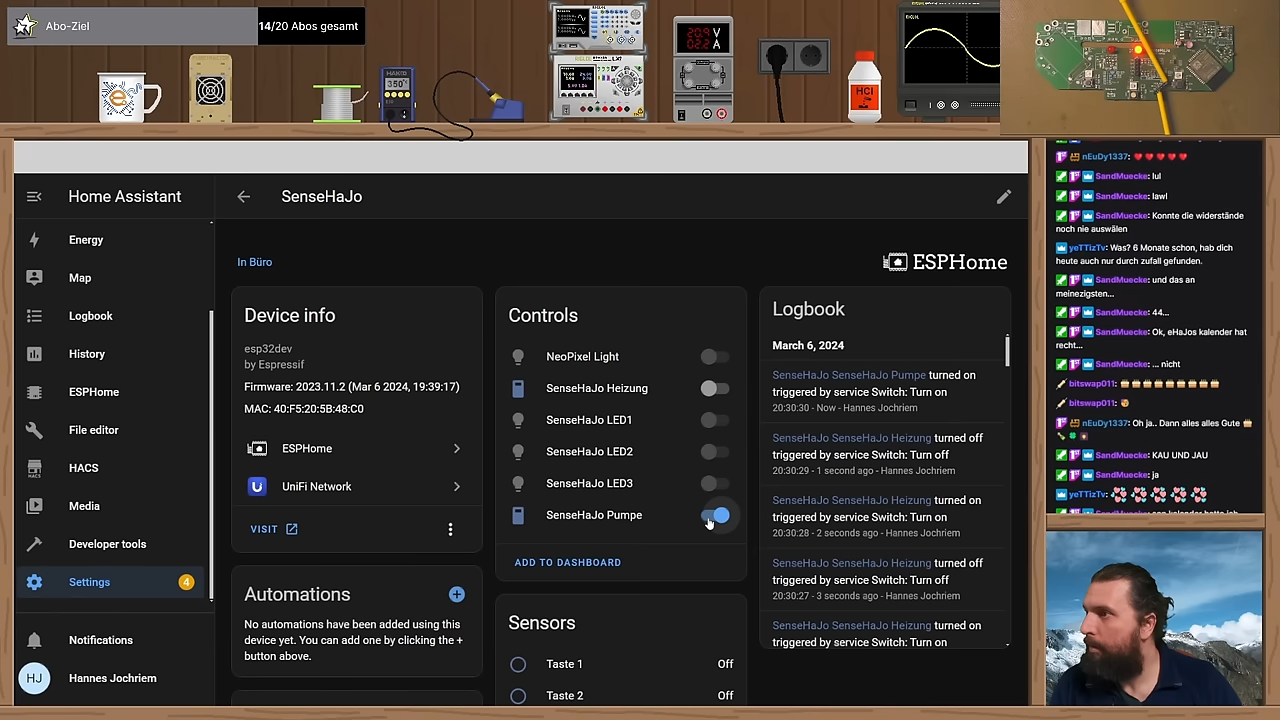 Abo-Ziel
14/20 Abos gesamt
HAKO
350°
RIGOL
20.9 V
02.2 A
HCl
RIGOL
Home Assistant
SenseHaJo
Energy
Map
Logbook
History
ESPHome
File editor
HACS
HACS
Media
Developer tools
Settings
4
Notifications
HJ
Hannes Jochriem
In Büro
ESPHome
Device info
esp32dev
by Espressif
Firmware: 2023.11.2 (Mar 6 2024, 19:39:17)
MAC: 40:F5:20:5B:48:C0
ESPHome
UniFi Network
VISIT
Automations
No automations have been added using this
device yet. You can add one by clicking the +
button above.
Controls
NeoPixel Light
SenseHaJo Heizung
SenseHaJo LED1
SenseHaJo LED2
SenseHaJo LED3
SenseHaJo Pumpe
ADD TO DASHBOARD
Sensors
Taste 1
Off
Taste 2
Off
Logbook
March 6, 2024
SenseHaJo SenseHaJo Pumpe turned on
triggered by service Switch: Turn on
20:30:30 - Now - Hannes Jochriem
SenseHaJo SenseHaJo Heizung turned off
triggered by service Switch: Turn off
20:30:29 - 1 second ago - Hannes Jochriem
SenseHaJo SenseHaJo Heizung turned on
triggered by service Switch: Turn on
20:30:28 - 2 seconds ago - Hannes Jochriem
SenseHaJo SenseHaJo Heizung turned off
triggered by service Switch: Turn off
20:30:27 - 3 seconds ago - Hannes Jochriem
SenseHaJo SenseHaJo Heizung turned on
triggered by service Switch: Turn on
nEuDy1337:
SandMuecke: lul
SandMuecke: lawl
SandMuecke: Konnte die widerstände
noch nie auswälen
yeTTizTv: Was? 6 Monate schon, hab dich
heute auch nur durch zufall gefunden.
SandMuecke: und das an
meinezigsten...
SandMuecke: 44...
SandMuecke: Ok, eHaJos kalender hat
recht...
SandMuecke: ... nicht
bitswap011:
bitswap011:
nEuDy1337: Oh ja.. Dann alles alles Gute
SandMuecke: KAU UND JAU
SandMuecke: ja
yeTTizTv: